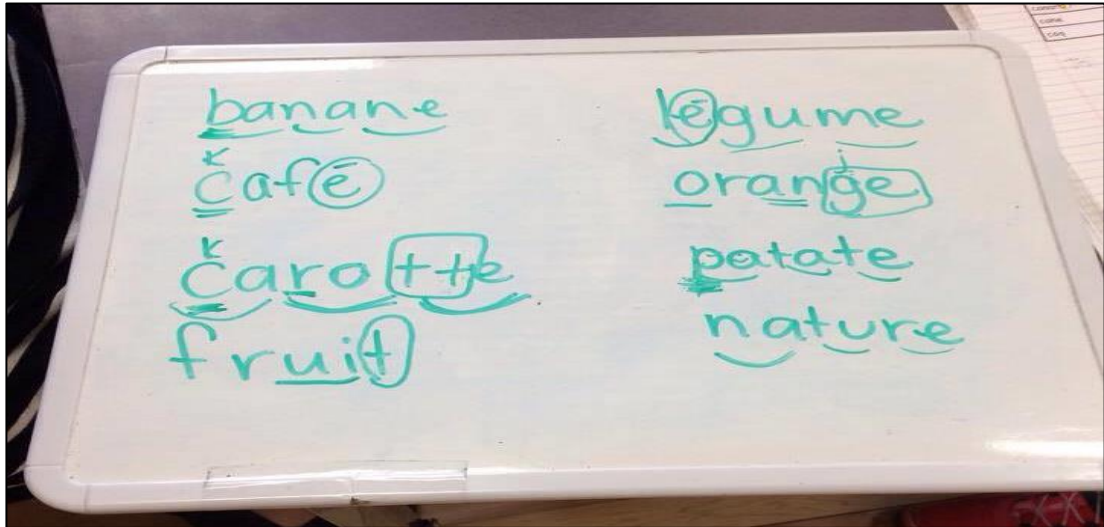 banane
k
café
k
carotte
fruit
légume
j
orange
patate
nature